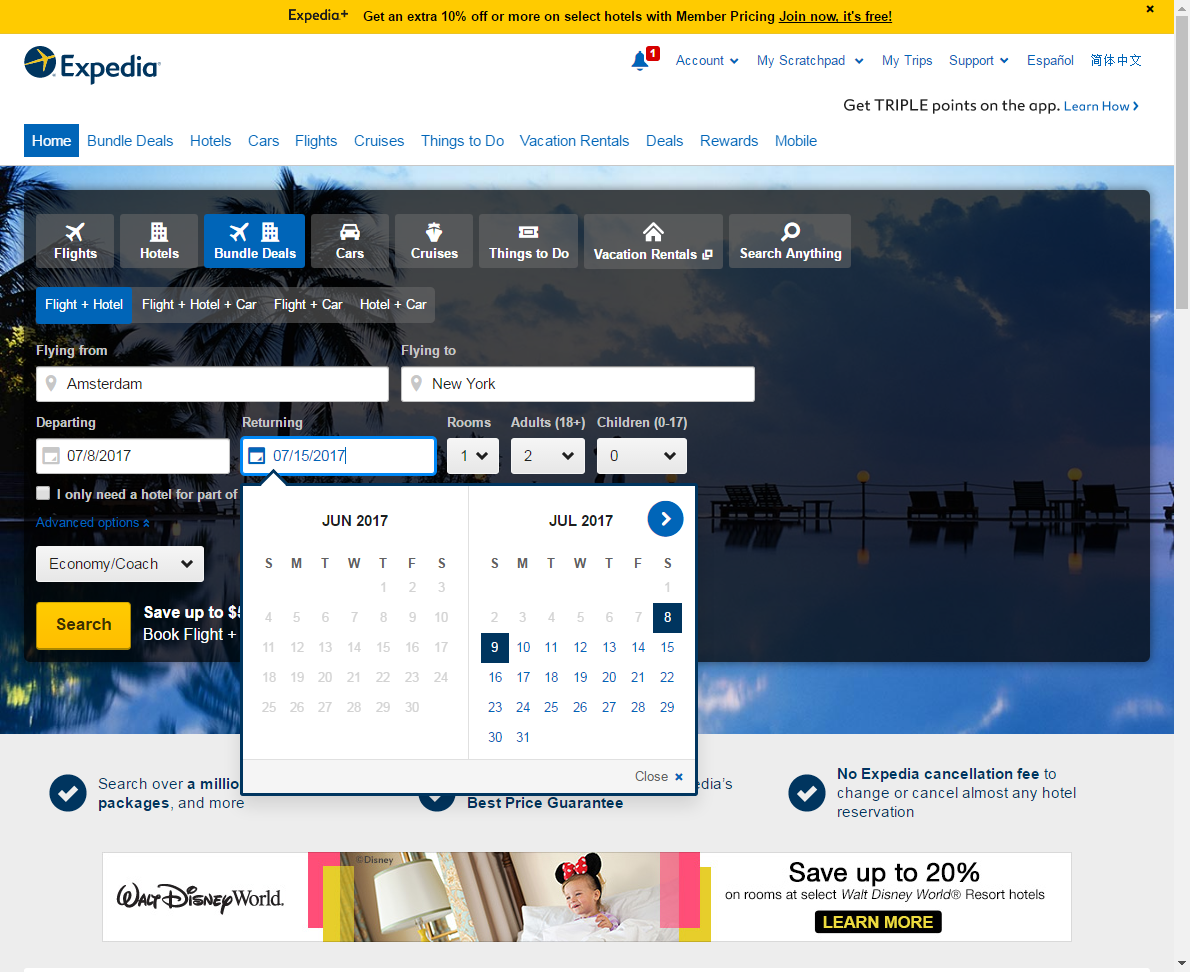 Expedia+ Get an extra 10% off or more on select hotels with Member Pricing Join now, it's free!
Expedia
1 Account My Scratchpad My Trips Support Español 简体中文
Get TRIPLE points on the app. Learn How
Home Bundle Deals Hotels Cars Flights Cruises Things to Do Vacation Rentals Deals Rewards Mobile
Flights Hotels Bundle Deals Cars Cruises Things to Do Vacation Rentals Search Anything
Flight + Hotel Flight + Hotel + Car Flight + Car Hotel + Car
Flying from Flying to
Amsterdam New York
Departing Returning Rooms Adults (18+) Children (0-17)
07/8/2017 07/15/2017 1 2 0
I only need a hotel for part of
Advanced options
Economy/Coach
Search
Save up to $
Book Flight +
JUN 2017
S M T W T F S
1 2 3
4 5 6 7 8 9 10
11 12 13 14 15 16 17
18 19 20 21 22 23 24
25 26 27 28 29 30
JUL 2017
S M T W T F S
1
2 3 4 5 6 7 8
9 10 11 12 13 14 15
16 17 18 19 20 21 22
23 24 25 26 27 28 29
30 31
Close
Search over a millio
packages, and more
edia's
Best Price Guarantee
No Expedia cancellation fee to
change or cancel almost any hotel
reservation
©Disney
Walt Disney World.
Save up to 20%
on rooms at select Walt Disney World® Resort hotels
LEARN MORE